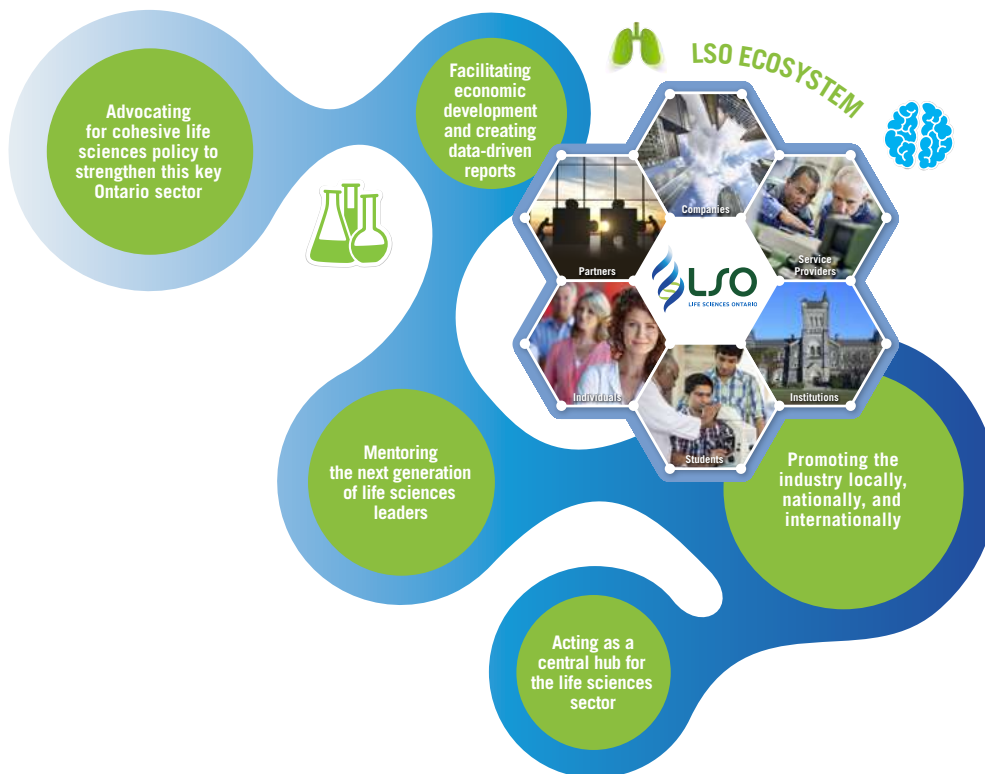 Advocating
for cohesive life
sciences policy to
strengthen this key
Ontario sector
Facilitating
economic
development
and creating
data-driven
reports
LSO ECOSYSTEM
Companies
Partners
Service
Providers
LSO
LIFE SCIENCES ONTARIO
Individuals
Institutions
Students
Mentoring
the next generation
of life sciences
leaders
Promoting the
industry locally,
nationally, and
internationally
Acting as a
central hub for
the life sciences
sector